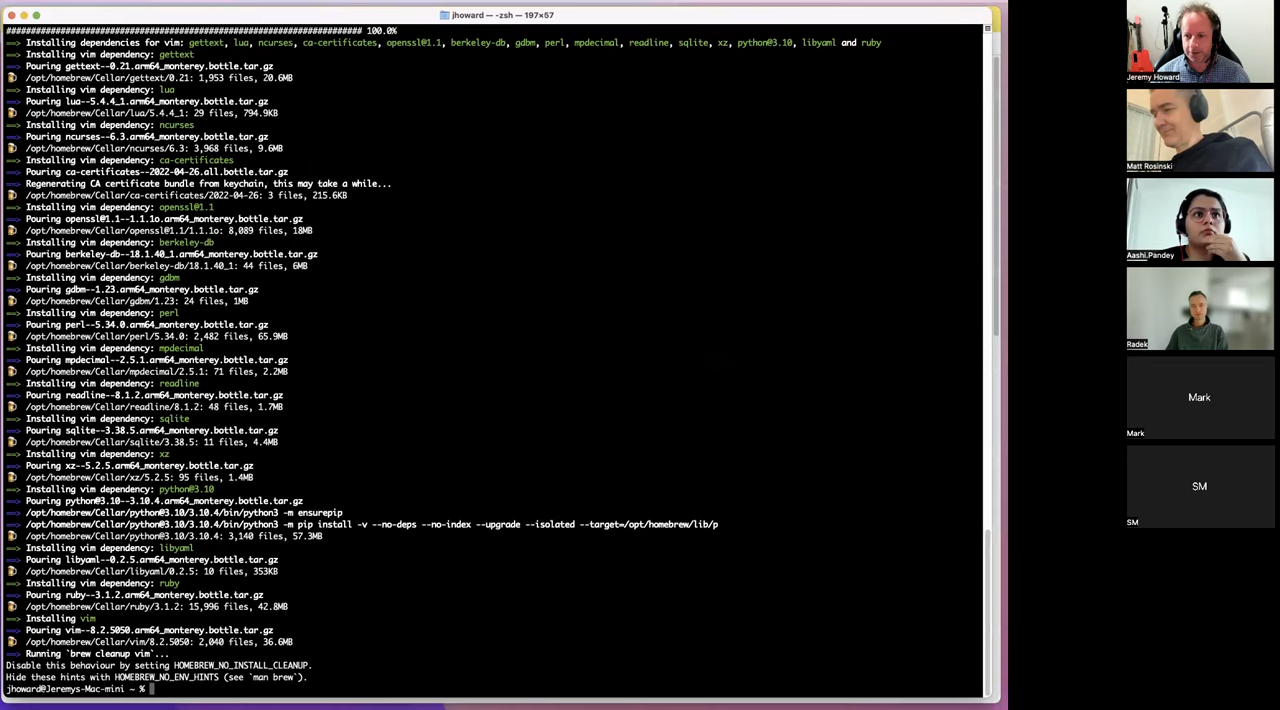 jhoward — -zsh — 197×57
######################################################################## 100.0%
==> Installing dependencies for vim: gettext, lua, ncurses, ca-certificates, openssl@1.1, berkeley-db, gdbm, perl, mpdecimal, readline, sqlite, xz, python@3.10, libyaml and ruby
==> Installing vim dependency: gettext
==> Pouring gettext--0.21.arm64_monterey.bottle.tar.gz
🍺 /opt/homebrew/Cellar/gettext/0.21: 1,953 files, 20.6MB
==> Installing vim dependency: lua
==> Pouring lua--5.4.4_1.arm64_monterey.bottle.tar.gz
🍺 /opt/homebrew/Cellar/lua/5.4.4_1: 29 files, 794.9KB
==> Installing vim dependency: ncurses
==> Pouring ncurses--6.3.arm64_monterey.bottle.tar.gz
🍺 /opt/homebrew/Cellar/ncurses/6.3: 3,968 files, 9.6MB
==> Installing vim dependency: ca-certificates
==> Pouring ca-certificates--2022-04-26.all.bottle.tar.gz
==> Regenerating CA certificate bundle from keychain, this may take a while...
🍺 /opt/homebrew/Cellar/ca-certificates/2022-04-26: 3 files, 215.6KB
==> Installing vim dependency: openssl@1.1
==> Pouring openssl@1.1--1.1.1o.arm64_monterey.bottle.tar.gz
🍺 /opt/homebrew/Cellar/openssl@1.1/1.1.1o: 8,089 files, 18MB
==> Installing vim dependency: berkeley-db
==> Pouring berkeley-db--18.1.40_1.arm64_monterey.bottle.tar.gz
🍺 /opt/homebrew/Cellar/berkeley-db/18.1.40_1: 44 files, 6MB
==> Installing vim dependency: gdbm
==> Pouring gdbm--1.23.arm64_monterey.bottle.tar.gz
🍺 /opt/homebrew/Cellar/gdbm/1.23: 24 files, 1MB
==> Installing vim dependency: perl
==> Pouring perl--5.34.0.arm64_monterey.bottle.tar.gz
🍺 /opt/homebrew/Cellar/perl/5.34.0: 2,482 files, 65.9MB
==> Installing vim dependency: mpdecimal
==> Pouring mpdecimal--2.5.1.arm64_monterey.bottle.tar.gz
🍺 /opt/homebrew/Cellar/mpdecimal/2.5.1: 71 files, 2.2MB
==> Installing vim dependency: readline
==> Pouring readline--8.1.2.arm64_monterey.bottle.tar.gz
🍺 /opt/homebrew/Cellar/readline/8.1.2: 48 files, 1.7MB
==> Installing vim dependency: sqlite
==> Pouring sqlite--3.38.5.arm64_monterey.bottle.tar.gz
🍺 /opt/homebrew/Cellar/sqlite/3.38.5: 11 files, 4.4MB
==> Installing vim dependency: xz
==> Pouring xz--5.2.5.arm64_monterey.bottle.tar.gz
🍺 /opt/homebrew/Cellar/xz/5.2.5: 95 files, 1.4MB
==> Installing vim dependency: python@3.10
==> Pouring python@3.10--3.10.4.arm64_monterey.bottle.tar.gz
==> /opt/homebrew/Cellar/python@3.10/3.10.4/bin/python3 -m ensurepip
==> /opt/homebrew/Cellar/python@3.10/3.10.4/bin/python3 -m pip install -v --no-deps --no-index --upgrade --isolated --target=/opt/homebrew/lib/p
🍺 /opt/homebrew/Cellar/python@3.10/3.10.4: 3,140 files, 57.3MB
==> Installing vim dependency: libyaml
==> Pouring libyaml--0.2.5.arm64_monterey.bottle.tar.gz
🍺 /opt/homebrew/Cellar/libyaml/0.2.5: 10 files, 353KB
==> Installing vim dependency: ruby
==> Pouring ruby--3.1.2.arm64_monterey.bottle.tar.gz
🍺 /opt/homebrew/Cellar/ruby/3.1.2: 15,996 files, 42.8MB
==> Installing vim
==> Pouring vim--8.2.5050.arm64_monterey.bottle.tar.gz
🍺 /opt/homebrew/Cellar/vim/8.2.5050: 2,040 files, 36.6MB
==> Running `brew cleanup vim`...
Disable this behaviour by setting HOMEBREW_NO_INSTALL_CLEANUP.
Hide these hints with HOMEBREW_NO_ENV_HINTS (see `man brew`).
jhoward@Jeremys-Mac-mini ~ %
Jeremy Howard
Matt Rosinski
Aashi.Pandey
Radek
Mark
Mark
SM
SM